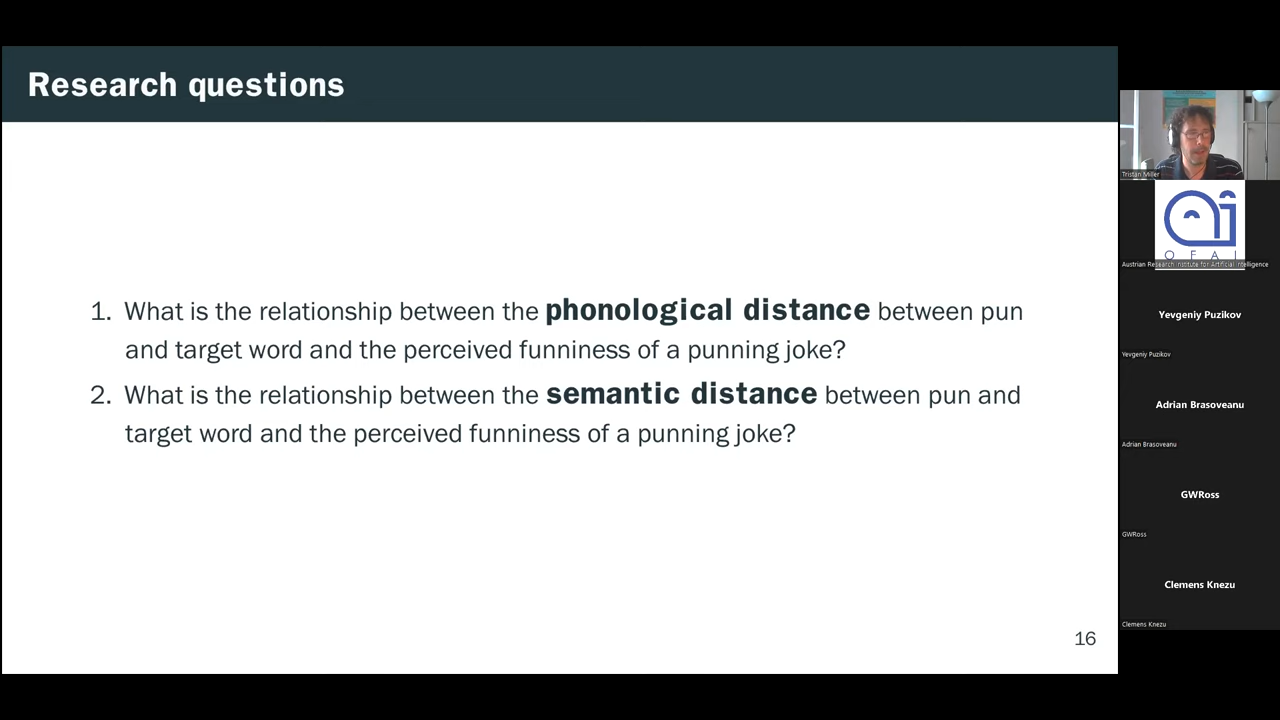 Research questions
1. What is the relationship between the phonological distance between pun
and target word and the perceived funniness of a punning joke?
2. What is the relationship between the semantic distance between pun and
target word and the perceived funniness of a punning joke?
16
Tristan Miller
OFAI
Austrian Research Institute for Artificial Intelligence
Yevgeniy Puzikov
Yevgeniy Puzikov
Adrian Brasoveanu
Adrian Brasoveanu
GWRoss
GWRoss
Clemens Knezu
Clemens Knezu